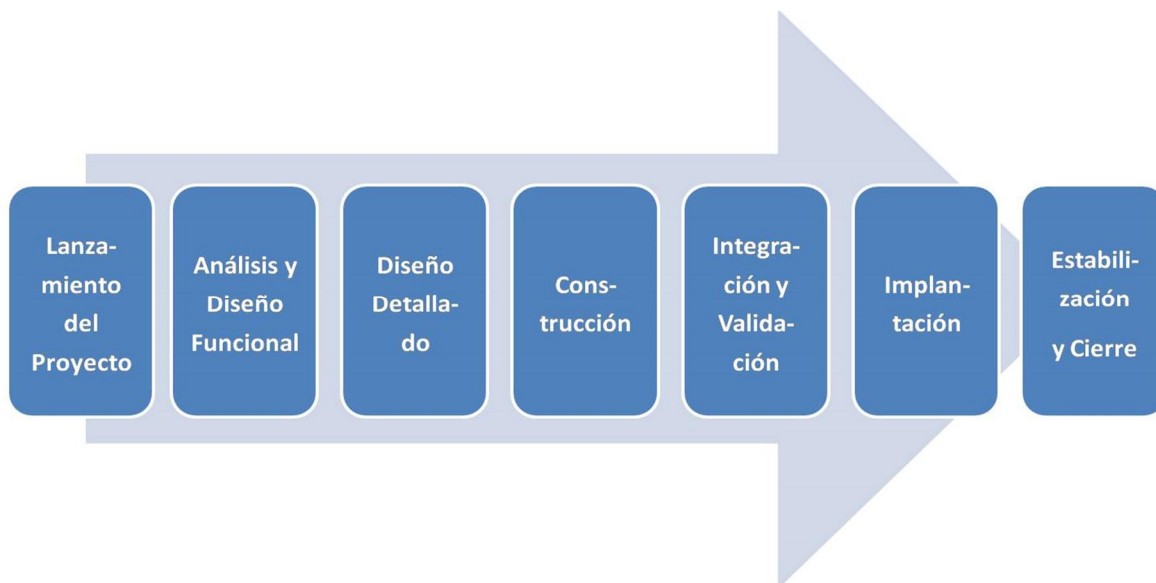 Lanza-
miento
del
Proyecto
Análisis y
Diseño
Funcional
Diseño
Detalla-
do
Cons-
trucción
Integra-
ción y
Valida-
ción
Implan-
tación
Estabili-
zación
y Cierre